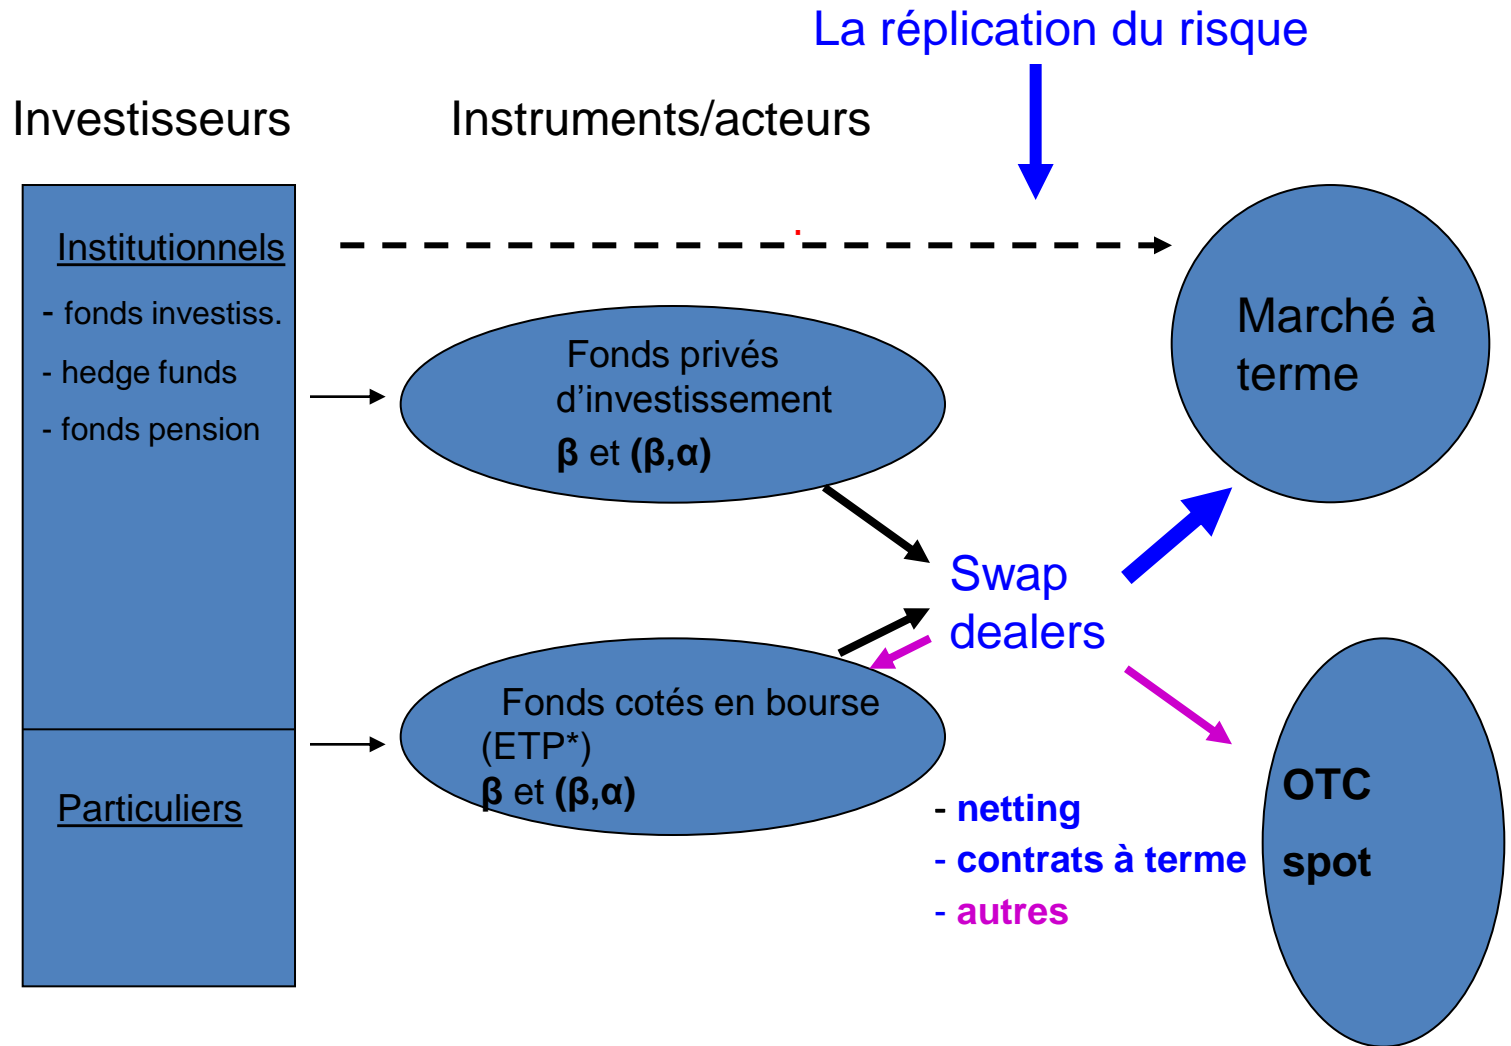 La réplication du risque
Investisseurs
Instruments/acteurs
Institutionnels
- fonds investiss.
- hedge funds
- fonds pension
Particuliers
Fonds privés
d’investissement
β et (β,α)
Fonds cotés en bourse
(ETP*)
β et (β,α)
Swap
dealers
- netting
- contrats à terme
- autres
Marché à
terme
OTC
spot